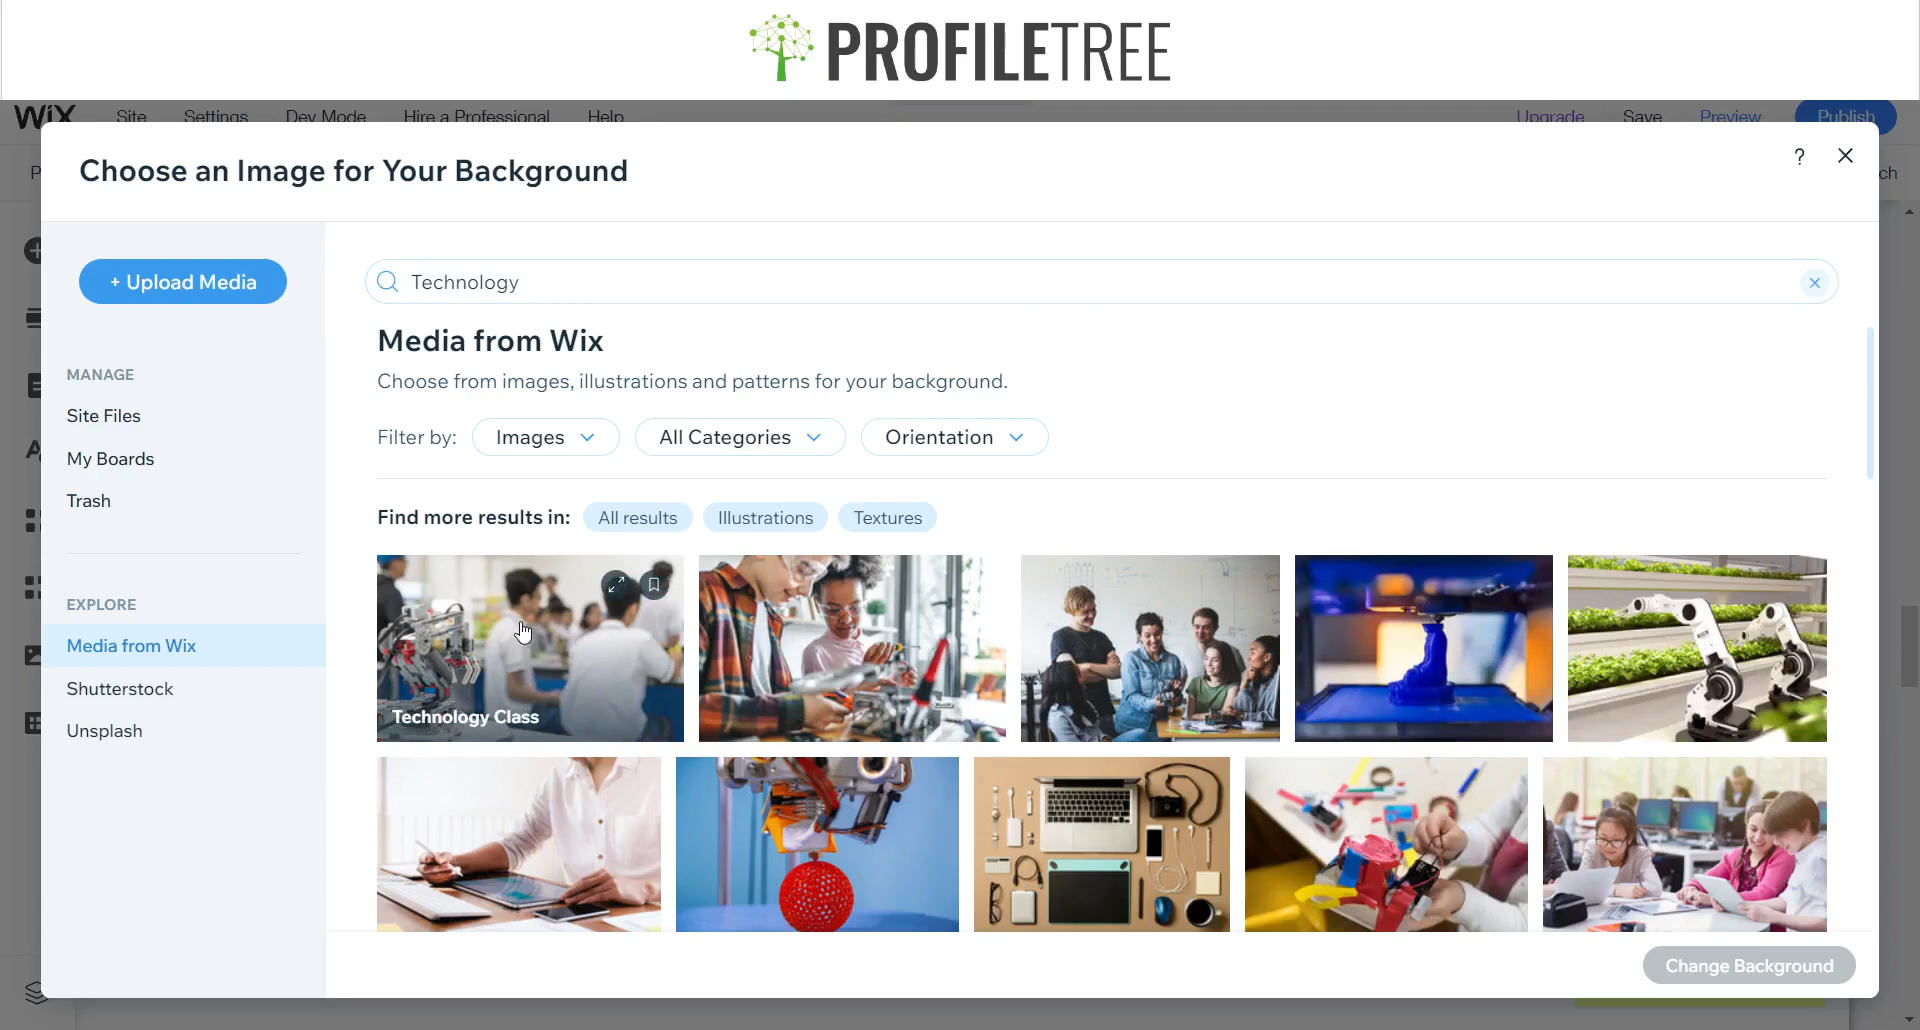 PROFILETREE
WiX Site Settings Dev Mode Hire a Professional Help Upgrade Save Preview Publish
Choose an Image for Your Background ?
+ Upload Media
MANAGE
Site Files
My Boards
Trash
EXPLORE
Media from Wix
Shutterstock
Unsplash
Technology
Media from Wix
Choose from images, illustrations and patterns for your background.
Filter by: Images All Categories Orientation
Find more results in: All results Illustrations Textures
Technology Class
Change Background